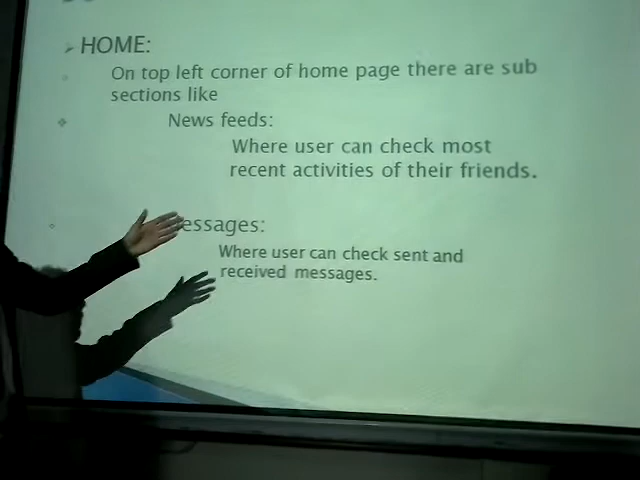 HOME:
On top left corner of home page there are sub
sections like
News feeds:
Where user can check most
recent activities of their friends.
essages:
Where user can check sent and
received messages.